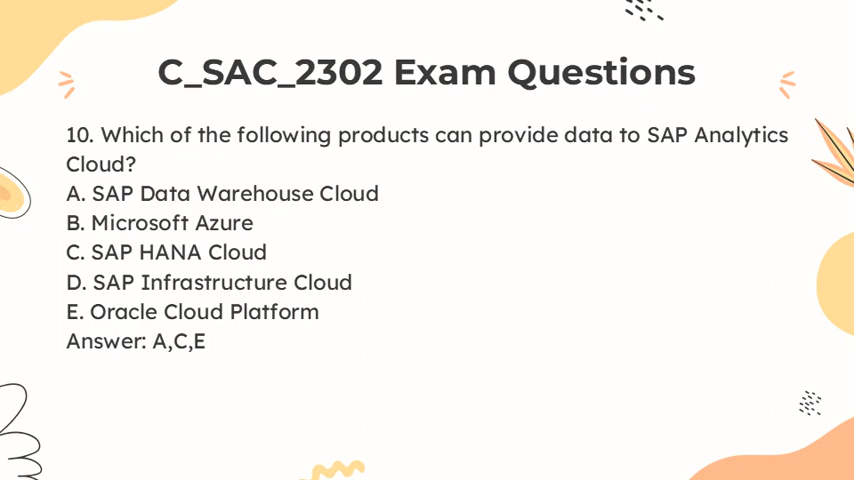 C_SAC_2302 Exam Questions
10. Which of the following products can provide data to SAP Analytics
Cloud?
A. SAP Data Warehouse Cloud
B. Microsoft Azure
C. SAP HANA Cloud
D. SAP Infrastructure Cloud
E. Oracle Cloud Platform
Answer: A,C,E